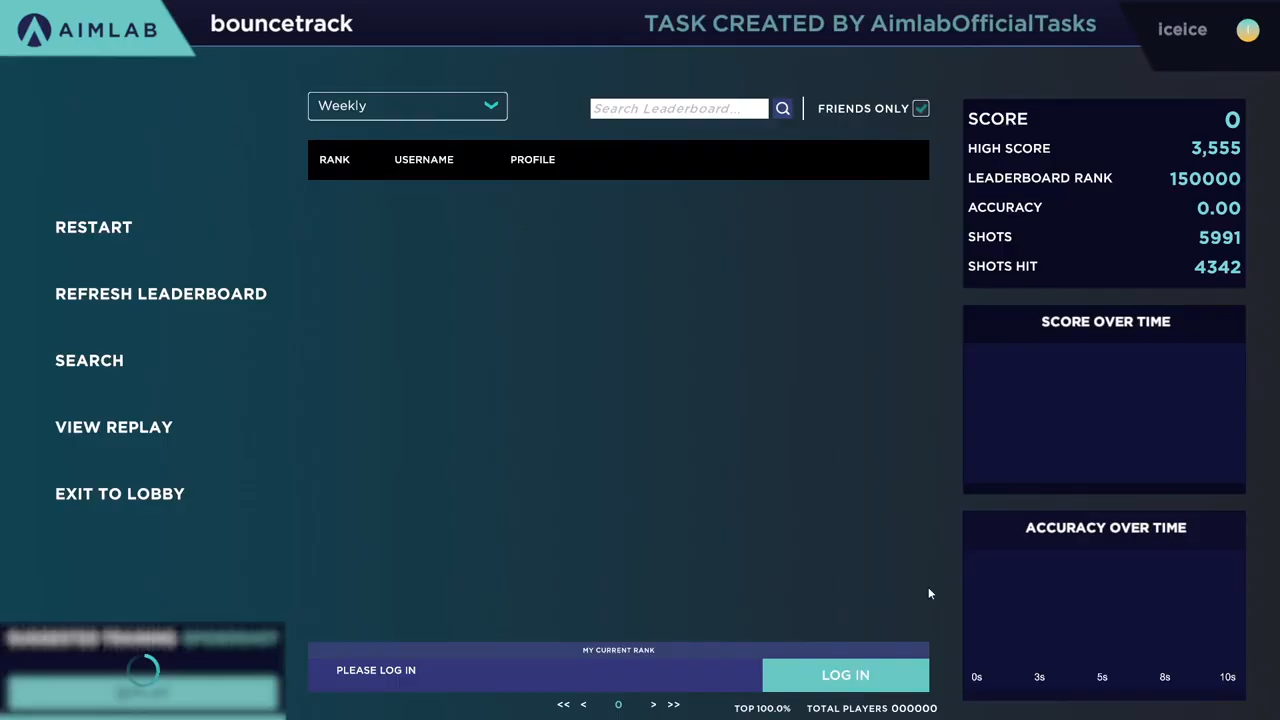 AIMLAB
bouncetrack
TASK CREATED BY AimlabOfficialTasks
iceice
Weekly
Search Leaderboard...
FRIENDS ONLY
RANK USERNAME PROFILE
RESTART
REFRESH LEADERBOARD
SEARCH
VIEW REPLAY
EXIT TO LOBBY
SCORE 0
HIGH SCORE 3,555
LEADERBOARD RANK 150000
ACCURACY 0.00
SHOTS 5991
SHOTS HIT 4342
SCORE OVER TIME
ACCURACY OVER TIME
0s 3s 5s 8s 10s
SUGGESTED TRAINING
MY CURRENT RANK
PLEASE LOG IN
LOG IN
<< < 0 > >>
TOP 100.0% TOTAL PLAYERS 000000